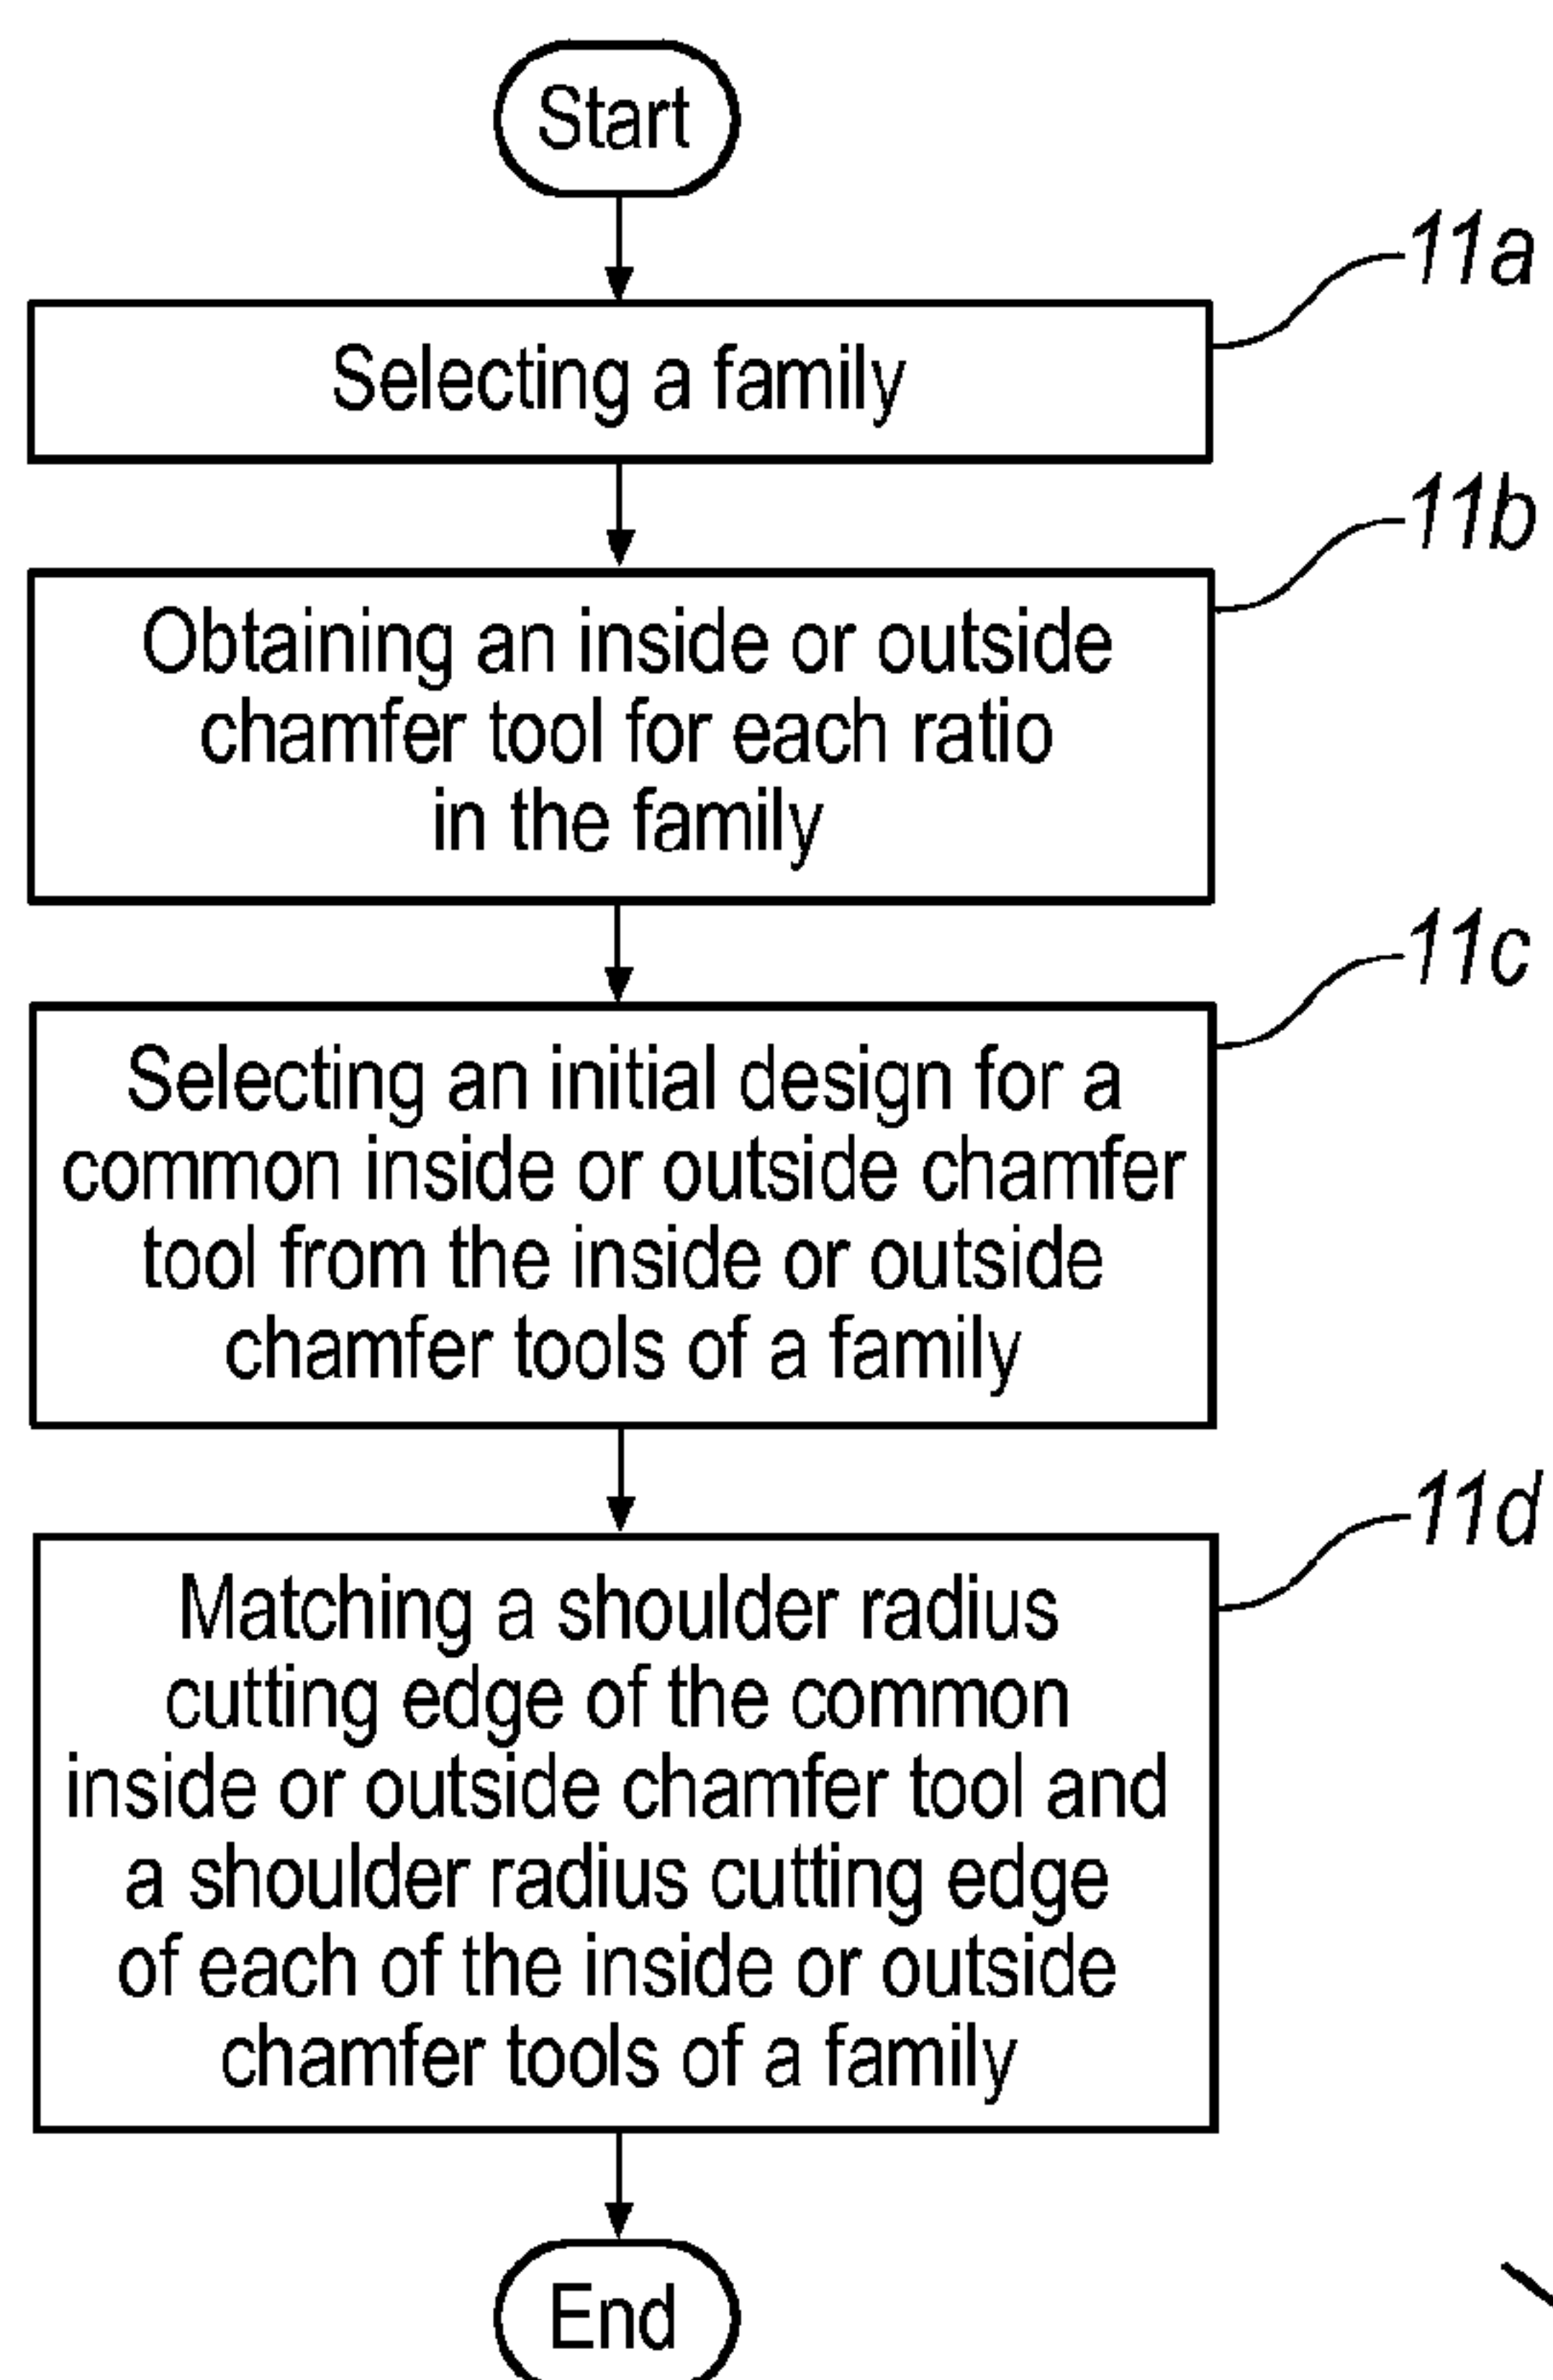 Start
11a
Selecting a family
11b
Obtaining an inside or outside
chamfer tool for each ratio
in the family
11c
Selecting an initial design for a
common inside or outside chamfer
tool from the inside or outside
chamfer tools of a family
11d
Matching a shoulder radius
cutting edge of the common
inside or outside chamfer tool and
a shoulder radius cutting edge
of each of the inside or outside
chamfer tools of a family
End